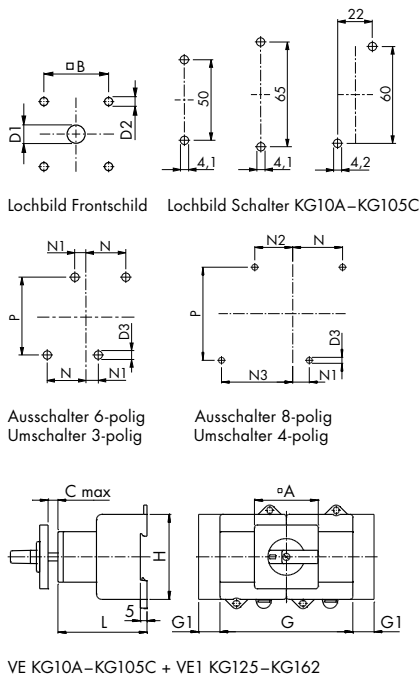 □B
D1
D2
50
4,1
65
4,1
22
60
4,2
Lochbild Frontschild
Lochbild Schalter KG10A–KG105C
N1 N
P
D3
N N1
N2 N
P
D3
N3 N1
Ausschalter 6-polig
Umschalter 3-polig
Ausschalter 8-polig
Umschalter 4-polig
C max
H
5
L
□A
G1 G G1
VE KG10A–KG105C + VE1 KG125–KG162